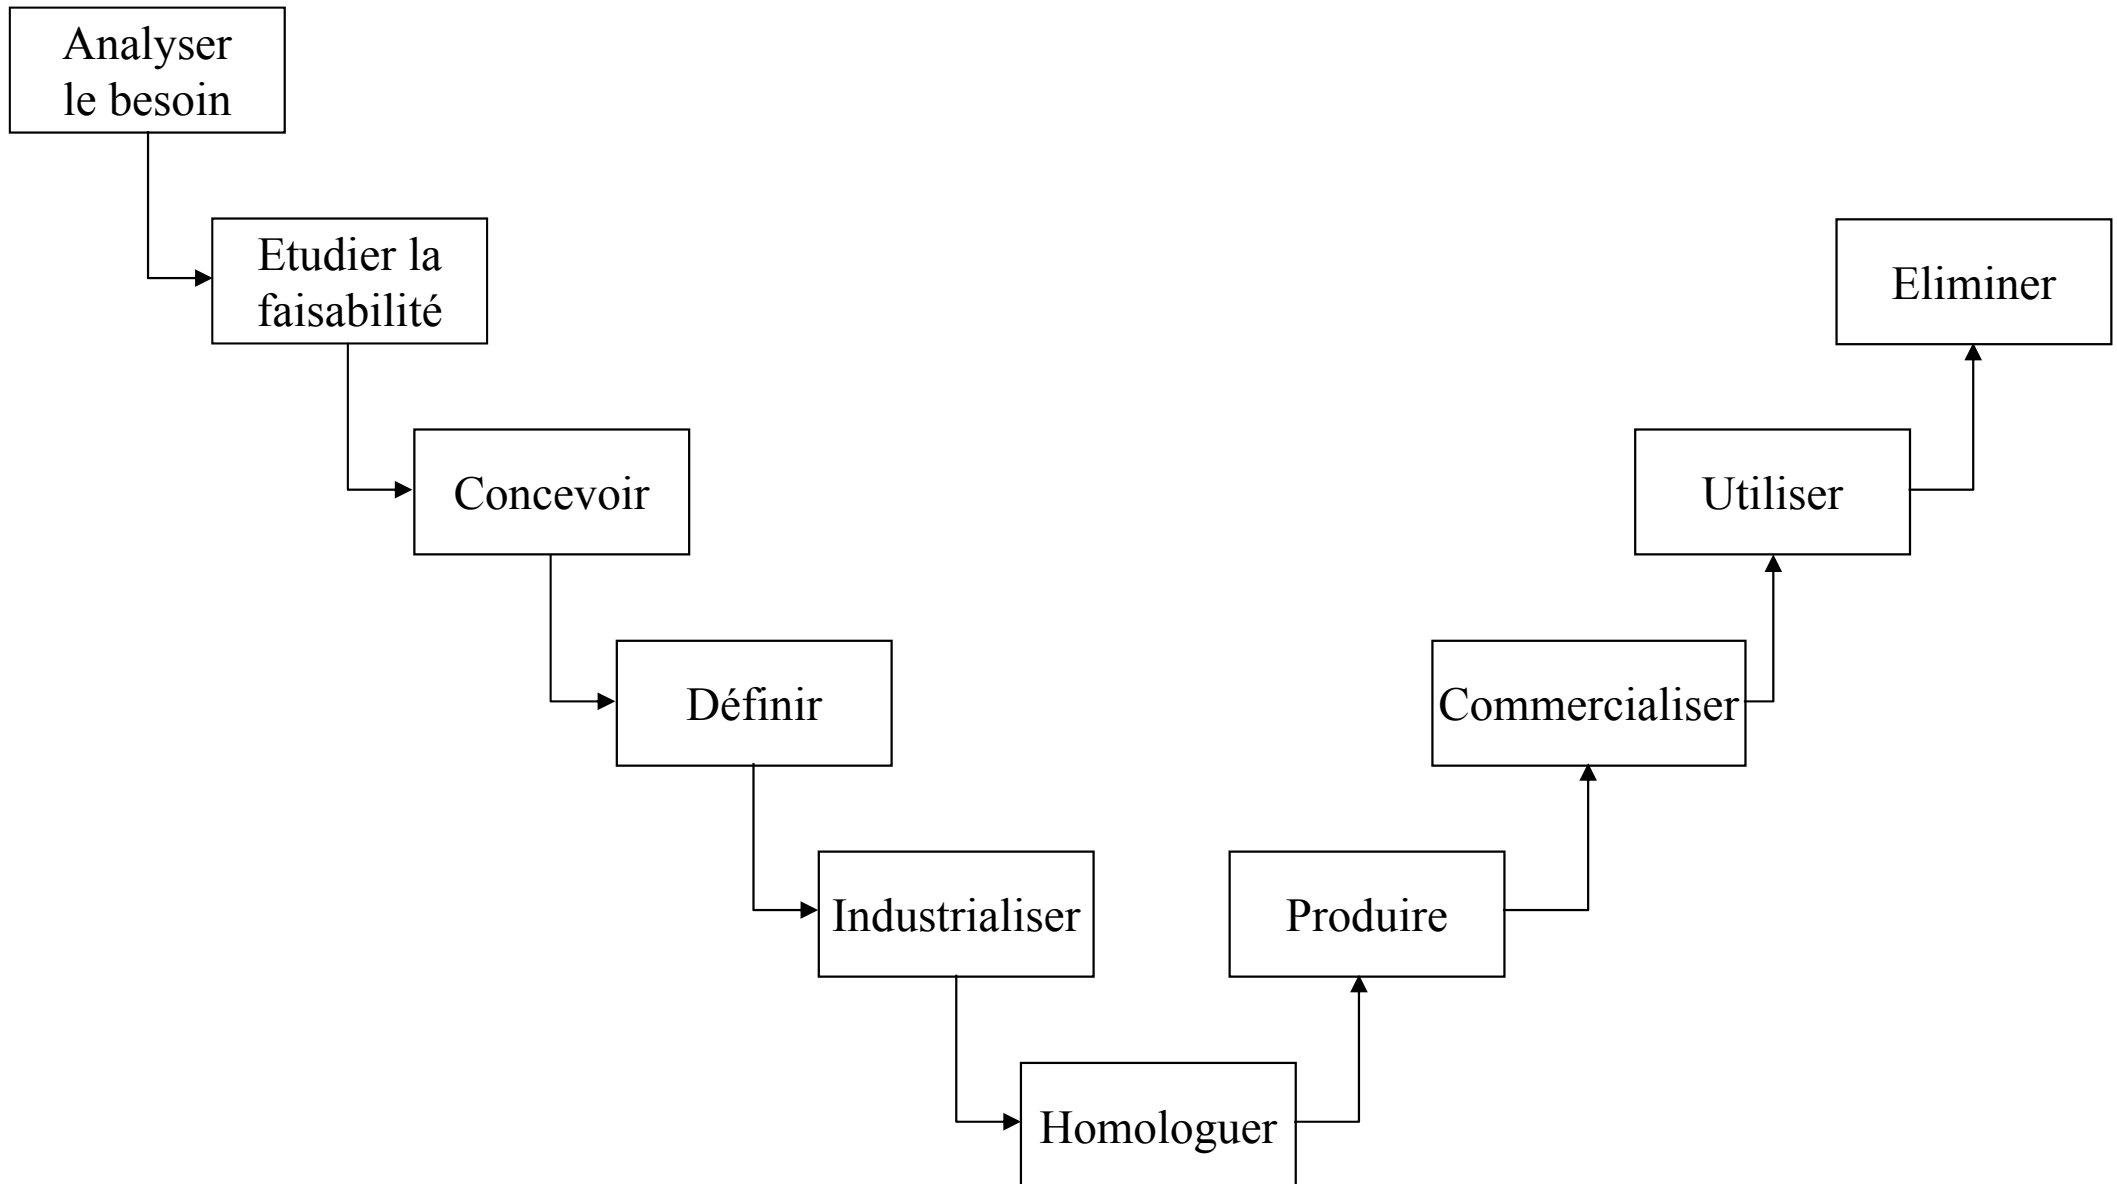 Analyser
le besoin
Etudier la
faisabilité
Concevoir
Définir
Industrialiser
Homologuer
Produire
Commercialiser
Utiliser
Eliminer